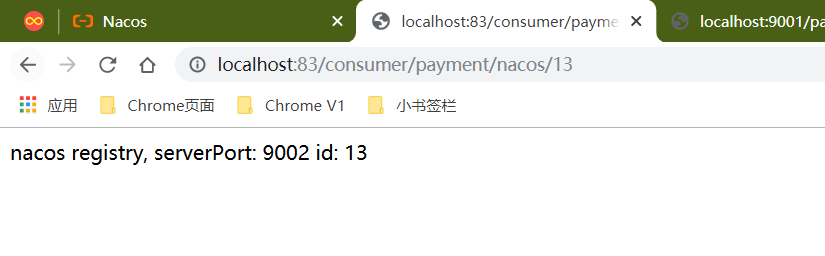 Nacos
localhost:83/consumer/payme
localhost:9001/pa
localhost:83/consumer/payment/nacos/13
应用 Chrome页面 Chrome V1 小书签栏
nacos registry, serverPort: 9002 id: 13